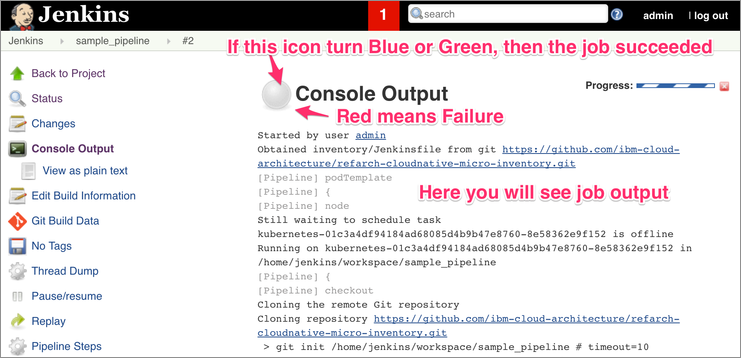 Jenkins
1
search
admin
log out
Jenkins
sample_pipeline
#2
If this icon turn Blue or Green, then the job succeeded
Back to Project
Status
Changes
Console Output
View as plain text
Edit Build Information
Git Build Data
No Tags
Thread Dump
Pause/resume
Replay
Pipeline Steps
Console Output
Progress:
Red means Failure
Started by user admin
Obtained inventory/Jenkinsfile from git https://github.com/ibm-cloud-
architecture/refarch-cloudnative-micro-inventory.git
[Pipeline] podTemplate
[Pipeline] {
Here you will see job output
[Pipeline] node
Still waiting to schedule task
kubernetes-01c3a4df94184ad68085d4b9b47e8760-8e58362e9f152 is offline
Running on kubernetes-01c3a4df94184ad68085d4b9b47e8760-8e58362e9f152 in
/home/jenkins/workspace/sample_pipeline
[Pipeline] {
[Pipeline] checkout
Cloning the remote Git repository
Cloning repository https://github.com/ibm-cloud-architecture/refarch-
cloudnative-micro-inventory.git
> git init /home/jenkins/workspace/sample_pipeline # timeout=10